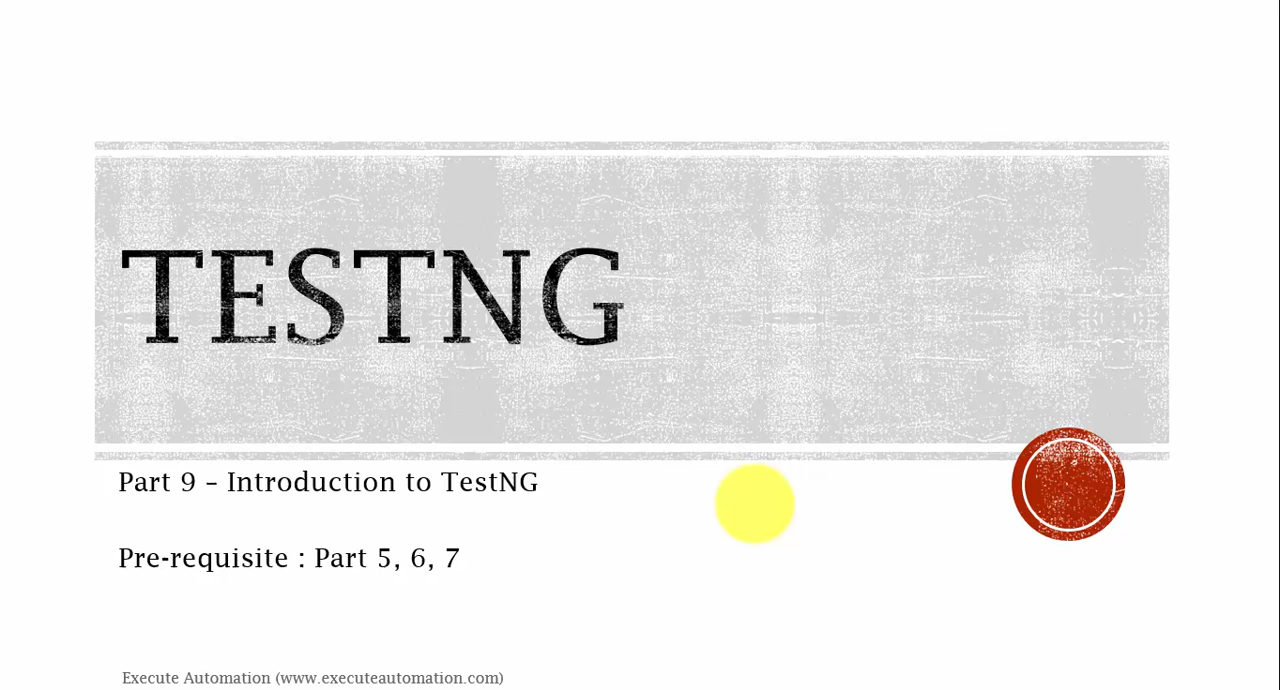 TESTNG
Part 9 – Introduction to TestNG
Pre-requisite : Part 5, 6, 7
Execute Automation (www.executeautomation.com)